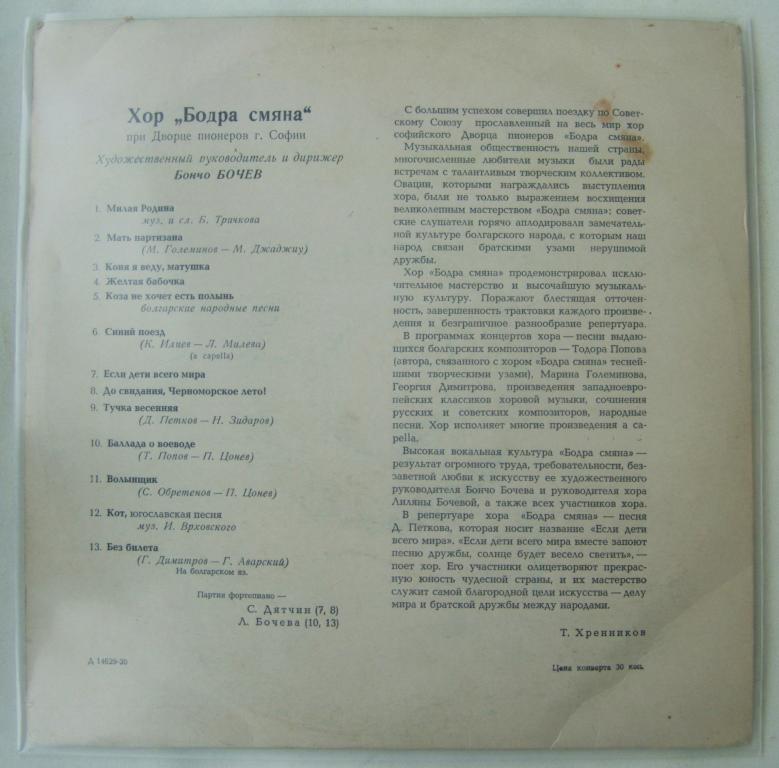 Хор „Бодра смяна“
при Дворце пионеров г. Софии
Художественный руководитель и дирижер
Бончо БОЧЕВ
1. Милая Родина
муз. и сл. Б. Трачкова
2. Мать партизана
(М. Големинов — М. Джаджиу)
3. Коня я веду, матушка
4. Желтая бабочка
5. Коза не хочет есть полынь
болгарские народные песни
6. Синий поезд
(К. Илиев — Л. Милева)
(a capella)
7. Если дети всего мира
8. До свидания, Черноморское лето!
9. Тучка весенняя
(Д. Петков — Н. Зидаров)
10. Баллада о воеводе
(Т. Попов — П. Цонев)
11. Волынщик
(С. Обретенов — П. Цонев)
12. Кот, югославская песня
муз. И. Врховского
13. Без билета
(Г. Димитров — Г. Аварский)
На болгарском яз.
Партия фортепиано —
С. Дятчин (7, 8)
Л. Бочева (10, 13)
Д 14629-30
С большим успехом совершил поездку по Совет-
скому Союзу прославленный на весь мир хор
софийского Дворца пионеров «Бодра смяна».
Музыкальная общественность нашей страны,
многочисленные любители музыки были рады
встречам с талантливым творческим коллективом.
Овации, которыми награждались выступления
хора, были не только выражением восхищения
великолепным мастерством «Бодра смяна»; совет-
ские слушатели горячо аплодировали замечатель-
ной культуре болгарского народа, с которым наш
народ связан братскими узами нерушимой
дружбы.
Хор «Бодра смяна» продемонстрировал исклю-
чительное мастерство и высочайшую музыкаль-
ную культуру. Поражают блестящая отточен-
ность, завершенность трактовки каждого произве-
дения и безграничное разнообразие репертуара.
В программах концертов хора — песни выдаю-
щихся болгарских композиторов — Тодора Попова
(автора, связанного с хором «Бодра смяна» тесней-
шими творческими узами), Марина Големинова,
Георгия Димитрова, произведения западноевро-
пейских классиков хоровой музыки, сочинения
русских и советских композиторов, народные
песни. Хор исполняет многие произведения a ca-
pella.
Высокая вокальная культура «Бодра смяна» —
результат огромного труда, требовательности, без-
заветной любви к искусству ее художественного
руководителя Бончо Бочева и руководителя хора
Лиляны Бочевой, а также всех участников хора.
В репертуаре хора «Бодра смяна» — песня
Д. Петкова, которая носит название «Если дети
всего мира». «Если дети всего мира вместе запоют
песню дружбы, солнце будет весело светить», —
поет хор. Его участники олицетворяют прекрас-
ную юность чудесной страны, и их мастерство
служит самой благородной цели искусства — делу
мира и братской дружбы между народами.
Т. Хренников
Цена конверта 30 коп.